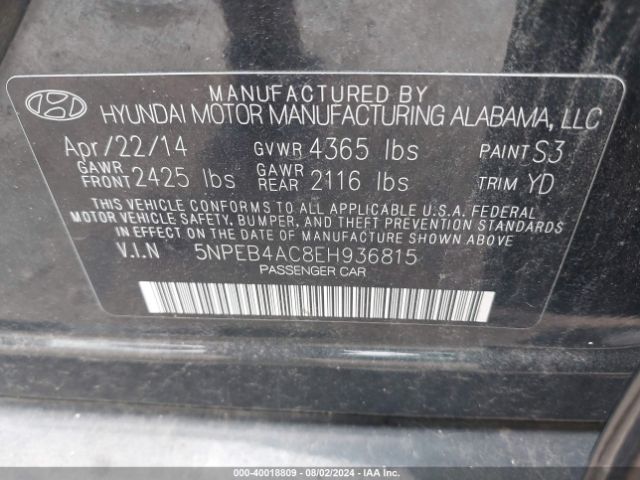 MANUFACTURED BY
HYUNDAI MOTOR MANUFACTURING ALABAMA, LLC
Apr/22/14 GVWR 4365 lbs PAINT S3
GAWR FRONT 2425 lbs GAWR REAR 2116 lbs TRIM YD
THIS VEHICLE CONFORMS TO ALL APPLICABLE U.S.A. FEDERAL
MOTOR VEHICLE SAFETY, BUMPER, AND THEFT PREVENTION STANDARDS
IN EFFECT ON THE DATE OF MANUFACTURE SHOWN ABOVE.
V.I.N 5NPEB4AC8EH936815
PASSENGER CAR
000-40018809 - 08/02/2024 - IAA Inc.